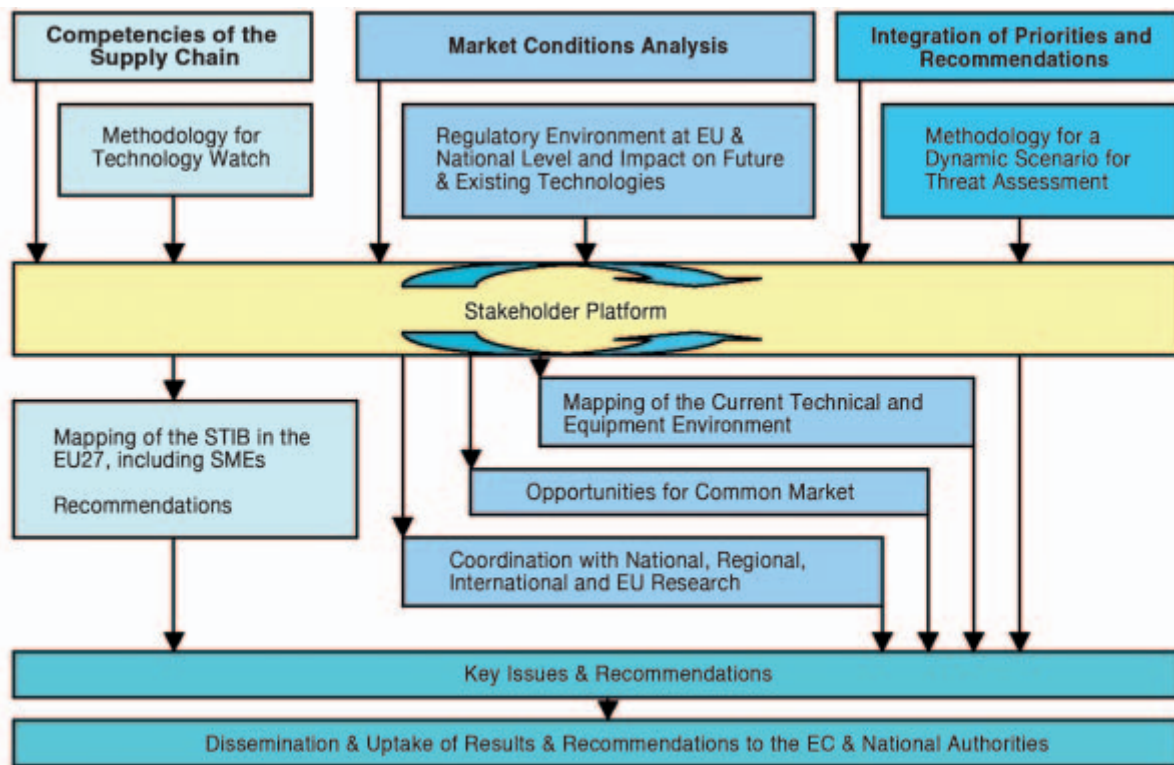 Competencies of the
Supply Chain
Market Conditions Analysis
Integration of Priorities and
Recommendations
Methodology for
Technology Watch
Regulatory Environment at EU &
National Level and Impact on Future
& Existing Technologies
Methodology for a
Dynamic Scenario for
Threat Assessment
Stakeholder Platform
Mapping of the STIB in the
EU27, including SMEs
Recommendations
Mapping of the Current Technical and
Equipment Environment
Opportunities for Common Market
Coordination with National, Regional,
International and EU Research
Key Issues & Recommendations
Dissemination & Uptake of Results & Recommendations to the EC & National Authorities